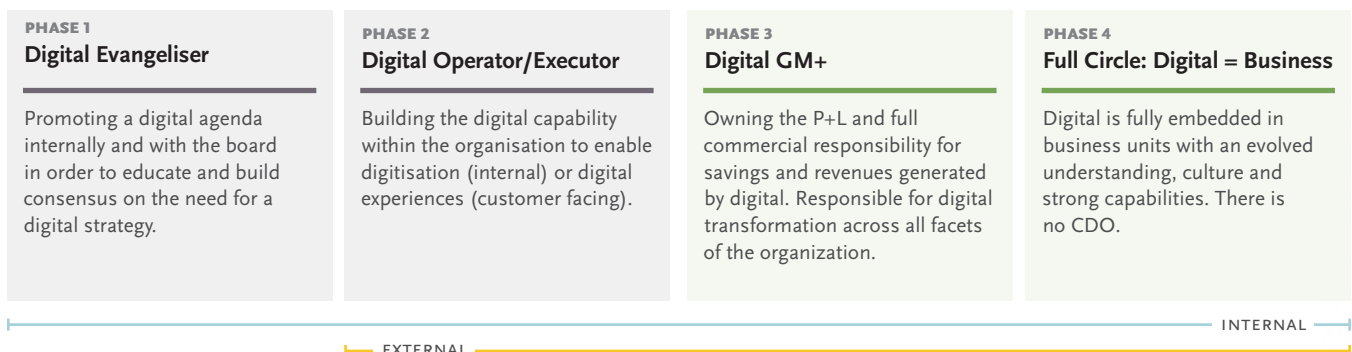 PHASE 1
Digital Evangeliser
Promoting a digital agenda
internally and with the board
in order to educate and build
consensus on the need for a
digital strategy.
PHASE 2
Digital Operator/Executor
Building the digital capability
within the organisation to enable
digitisation (internal) or digital
experiences (customer facing).
PHASE 3
Digital GM+
Owning the P+L and full
commercial responsibility for
savings and revenues generated
by digital. Responsible for digital
transformation across all facets
of the organization.
PHASE 4
Full Circle: Digital = Business
Digital is fully embedded in
business units with an evolved
understanding, culture and
strong capabilities. There is
no CDO.
INTERNAL
EXTERNAL